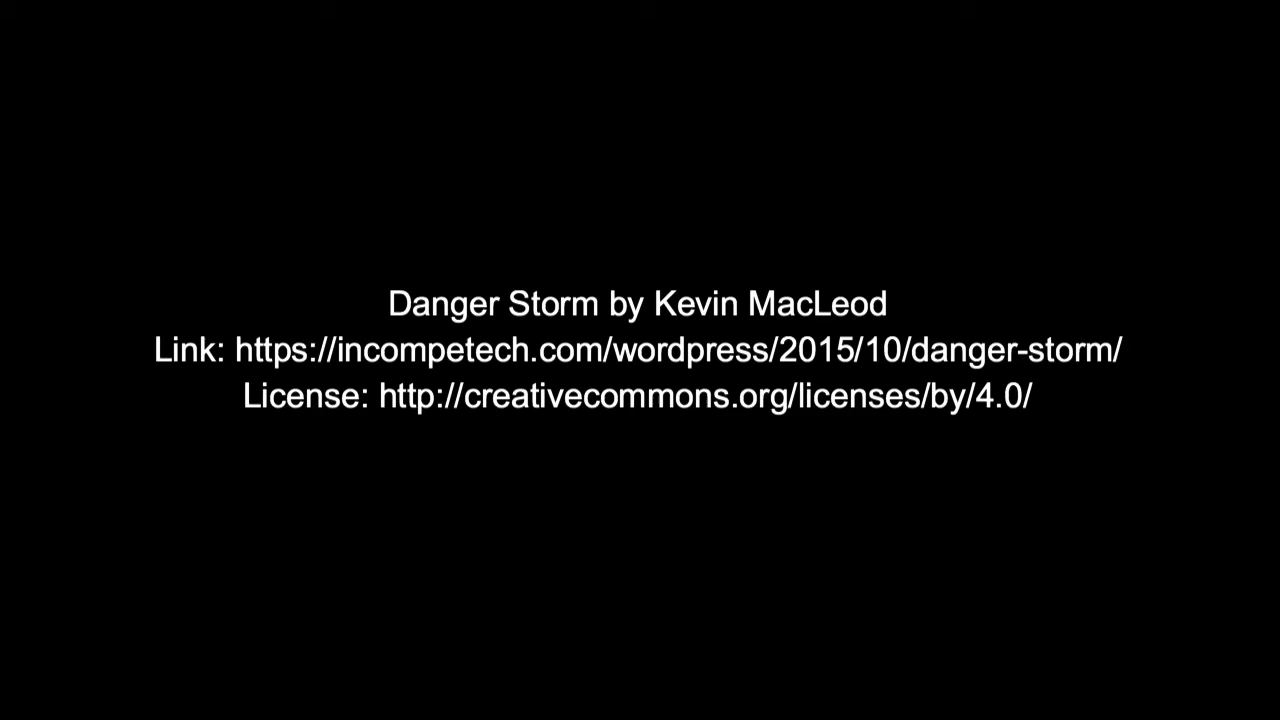 Danger Storm by Kevin MacLeod
Link: https://incompetech.com/wordpress/2015/10/danger-storm/
License: http://creativecommons.org/licenses/by/4.0/